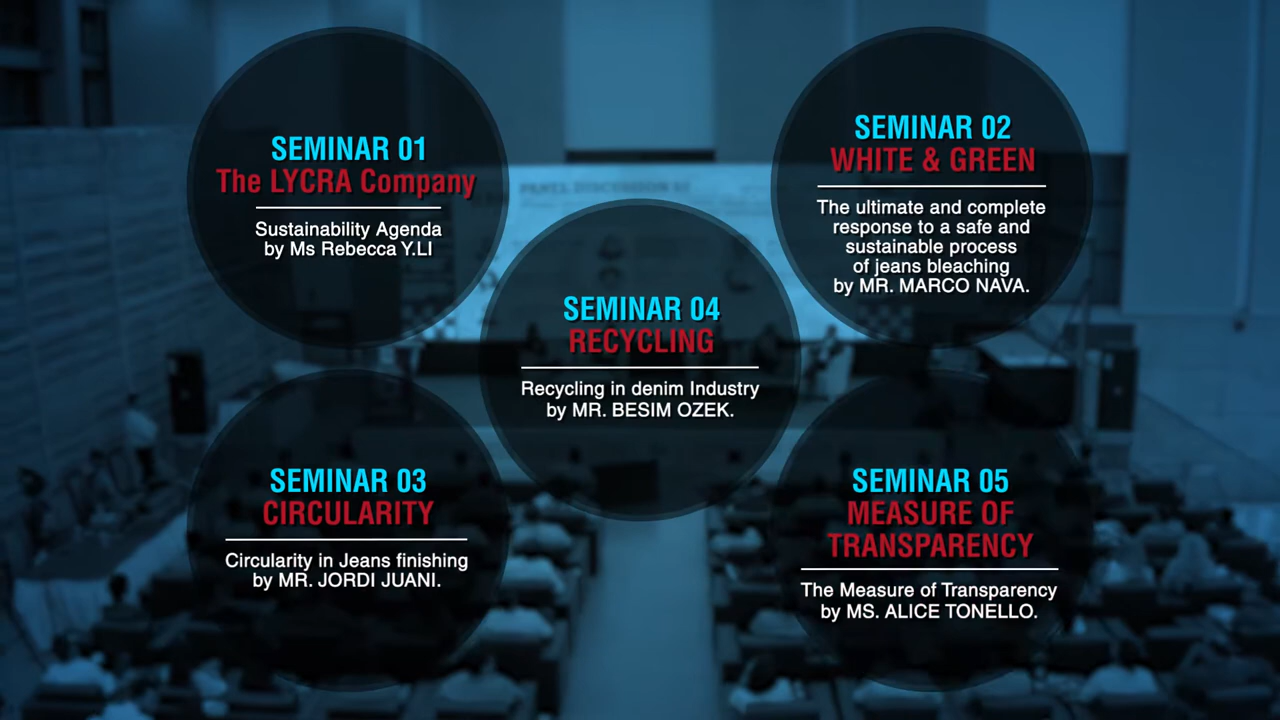 SEMINAR 01
The LYCRA Company
Sustainability Agenda
by Ms Rebecca Y.LI
SEMINAR 02
WHITE & GREEN
The ultimate and complete
response to a safe and
sustainable process
of jeans bleaching
by MR. MARCO NAVA.
PANEL DISCUSSION
SEMINAR 04
RECYCLING
Recycling in denim Industry
by MR. BESIM OZEK.
SEMINAR 03
CIRCULARITY
Circularity in Jeans finishing
by MR. JORDI JUANI.
SEMINAR 05
MEASURE OF
TRANSPARENCY
The Measure of Transparency
by MS. ALICE TONELLO.